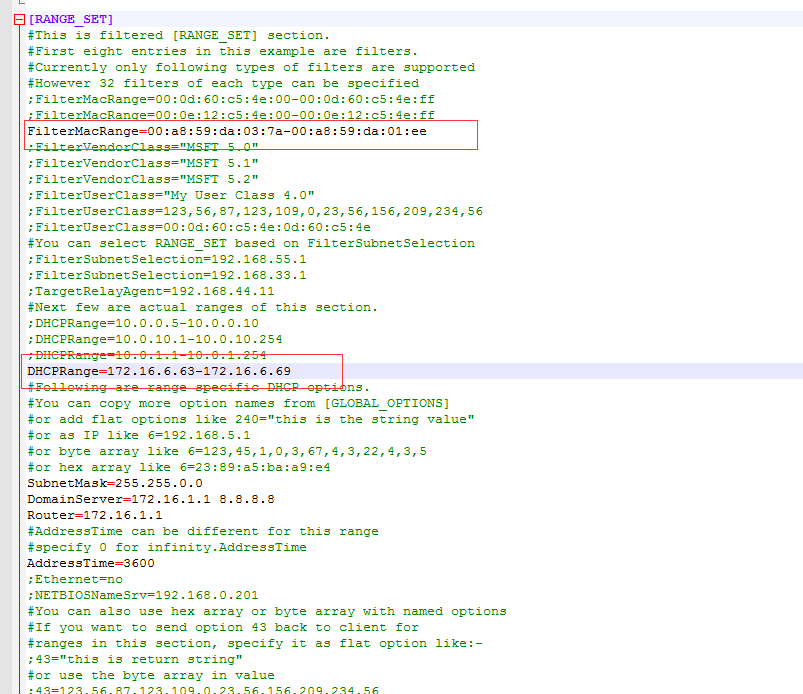 [RANGE_SET]
#This is filtered [RANGE_SET] section.
#First eight entries in this example are filters.
#Currently only following types of filters are supported
#However 32 filters of each type can be specified
;FilterMacRange=00:0d:60:c5:4e:00-00:0d:60:c5:4e:ff
;FilterMacRange=00:0e:12:c5:4e:00-00:0e:12:c5:4e:ff
FilterMacRange=00:a8:59:da:03:7a-00:a8:59:da:01:ee
;FilterVendorClass="MSFT 5.0"
;FilterVendorClass="MSFT 5.1"
;FilterVendorClass="MSFT 5.2"
;FilterUserClass="My User Class 4.0"
;FilterUserClass=123,56,87,123,109,0,23,56,156,209,234,56
;FilterUserClass=00:0d:60:c5:4e:0d:60:c5:4e
#You can select RANGE_SET based on FilterSubnetSelection
;FilterSubnetSelection=192.168.55.1
;FilterSubnetSelection=192.168.33.1
;TargetRelayAgent=192.168.44.11
#Next few are actual ranges of this section.
;DHCPRange=10.0.0.5-10.0.0.10
;DHCPRange=10.0.10.1-10.0.10.254
;DHCPRange=10.0.1.1-10.0.1.254
DHCPRange=172.16.6.63-172.16.6.69
#Following are range specific DHCP options.
#You can copy more option names from [GLOBAL_OPTIONS]
#or add flat options like 240="this is the string value"
#or as IP like 6=192.168.5.1
#or byte array like 6=123,45,1,0,3,67,4,3,22,4,3,5
#or hex array like 6=23:89:a5:ba:a9:e4
SubnetMask=255.255.0.0
DomainServer=172.16.1.1 8.8.8.8
Router=172.16.1.1
#AddressTime can be different for this range
#specify 0 for infinity.AddressTime
AddressTime=3600
;Ethernet=no
;NETBIOSNameSrv=192.168.0.201
#You can also use hex array or byte array with named options
#If you want to send option 43 back to client for
#ranges in this section, specify it as flat option like:-
;43="this is return string"
#or use the byte array in value
;43=123,56,87,123,109,0,23,56,156,209,234,56